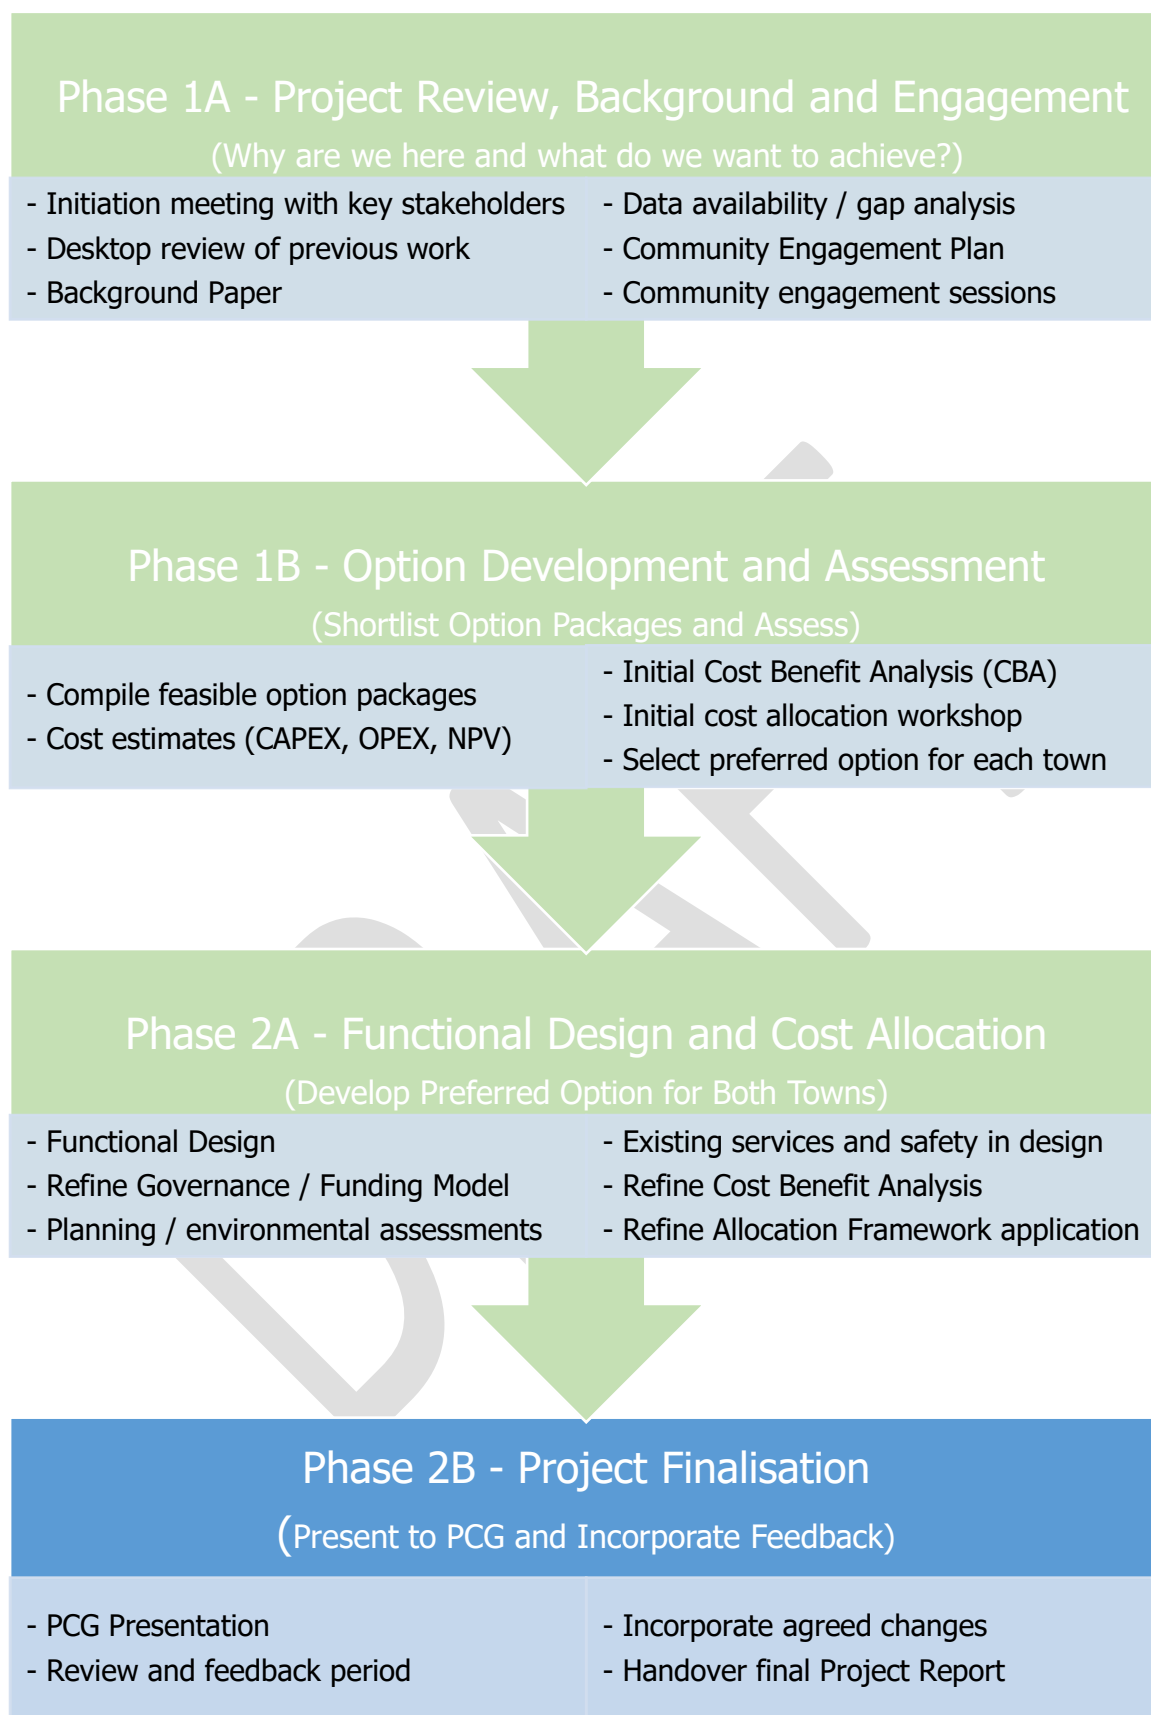 Phase 1A - Project Review, Background and Engagement
(Why are we here and what do we want to achieve?)
- Initiation meeting with key stakeholders
- Desktop review of previous work
- Background Paper
- Data availability / gap analysis
- Community Engagement Plan
- Community engagement sessions
Phase 1B - Option Development and Assessment
(Shortlist Option Packages and Assess)
- Compile feasible option packages
- Cost estimates (CAPEX, OPEX, NPV)
- Initial Cost Benefit Analysis (CBA)
- Initial cost allocation workshop
- Select preferred option for each town
Phase 2A - Functional Design and Cost Allocation
(Develop Preferred Option for Both Towns)
- Functional Design
- Refine Governance / Funding Model
- Planning / environmental assessments
- Existing services and safety in design
- Refine Cost Benefit Analysis
- Refine Allocation Framework application
Phase 2B - Project Finalisation
(Present to PCG and Incorporate Feedback)
- PCG Presentation
- Review and feedback period
- Incorporate agreed changes
- Handover final Project Report